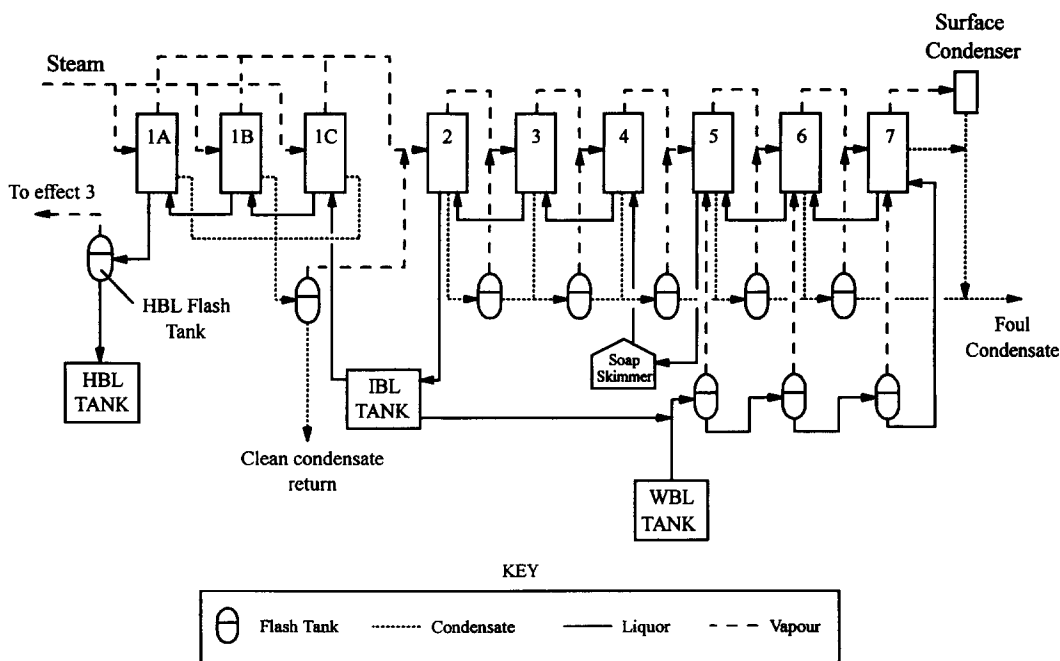 Surface
Condenser
Steam
1A
1B
1C
2
3
4
5
6
7
To effect 3
HBL Flash
Tank
HBL
TANK
IBL
TANK
Soap
Skimmer
Foul
Condensate
Clean condensate
return
WBL
TANK
KEY
Flash Tank
Condensate
Liquor
Vapour